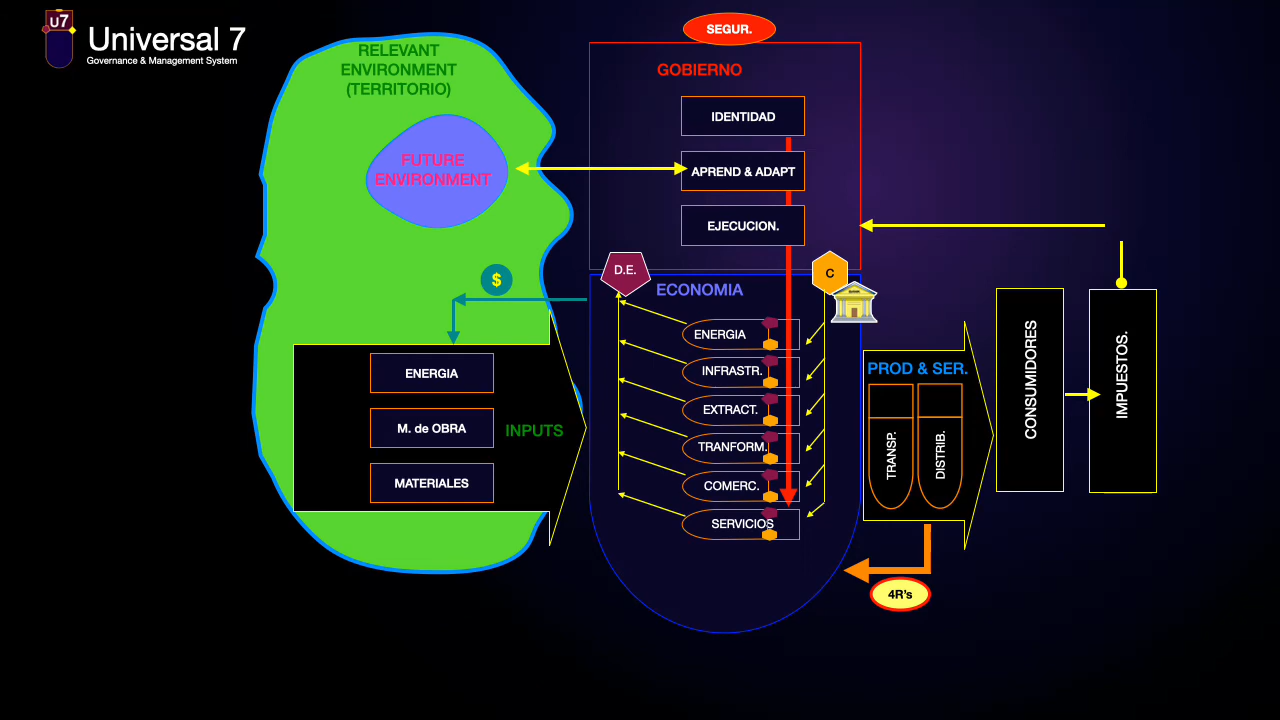 U7
Universal 7
Governance & Management System
RELEVANT
ENVIRONMENT
(TERRITORIO)
FUTURE
ENVIRONMENT
SEGUR.
GOBIERNO
IDENTIDAD
APREND & ADAPT
EJECUCION.
D.E.
C
$
ECONOMIA
ENERGIA
INFRASTR.
EXTRACT.
TRANFORM.
COMERC.
SERVICIOS
ENERGIA
M. de OBRA
MATERIALES
INPUTS
PROD & SER.
TRANSP.
DISTRIB.
CONSUMIDORES
IMPUESTOS.
4R's